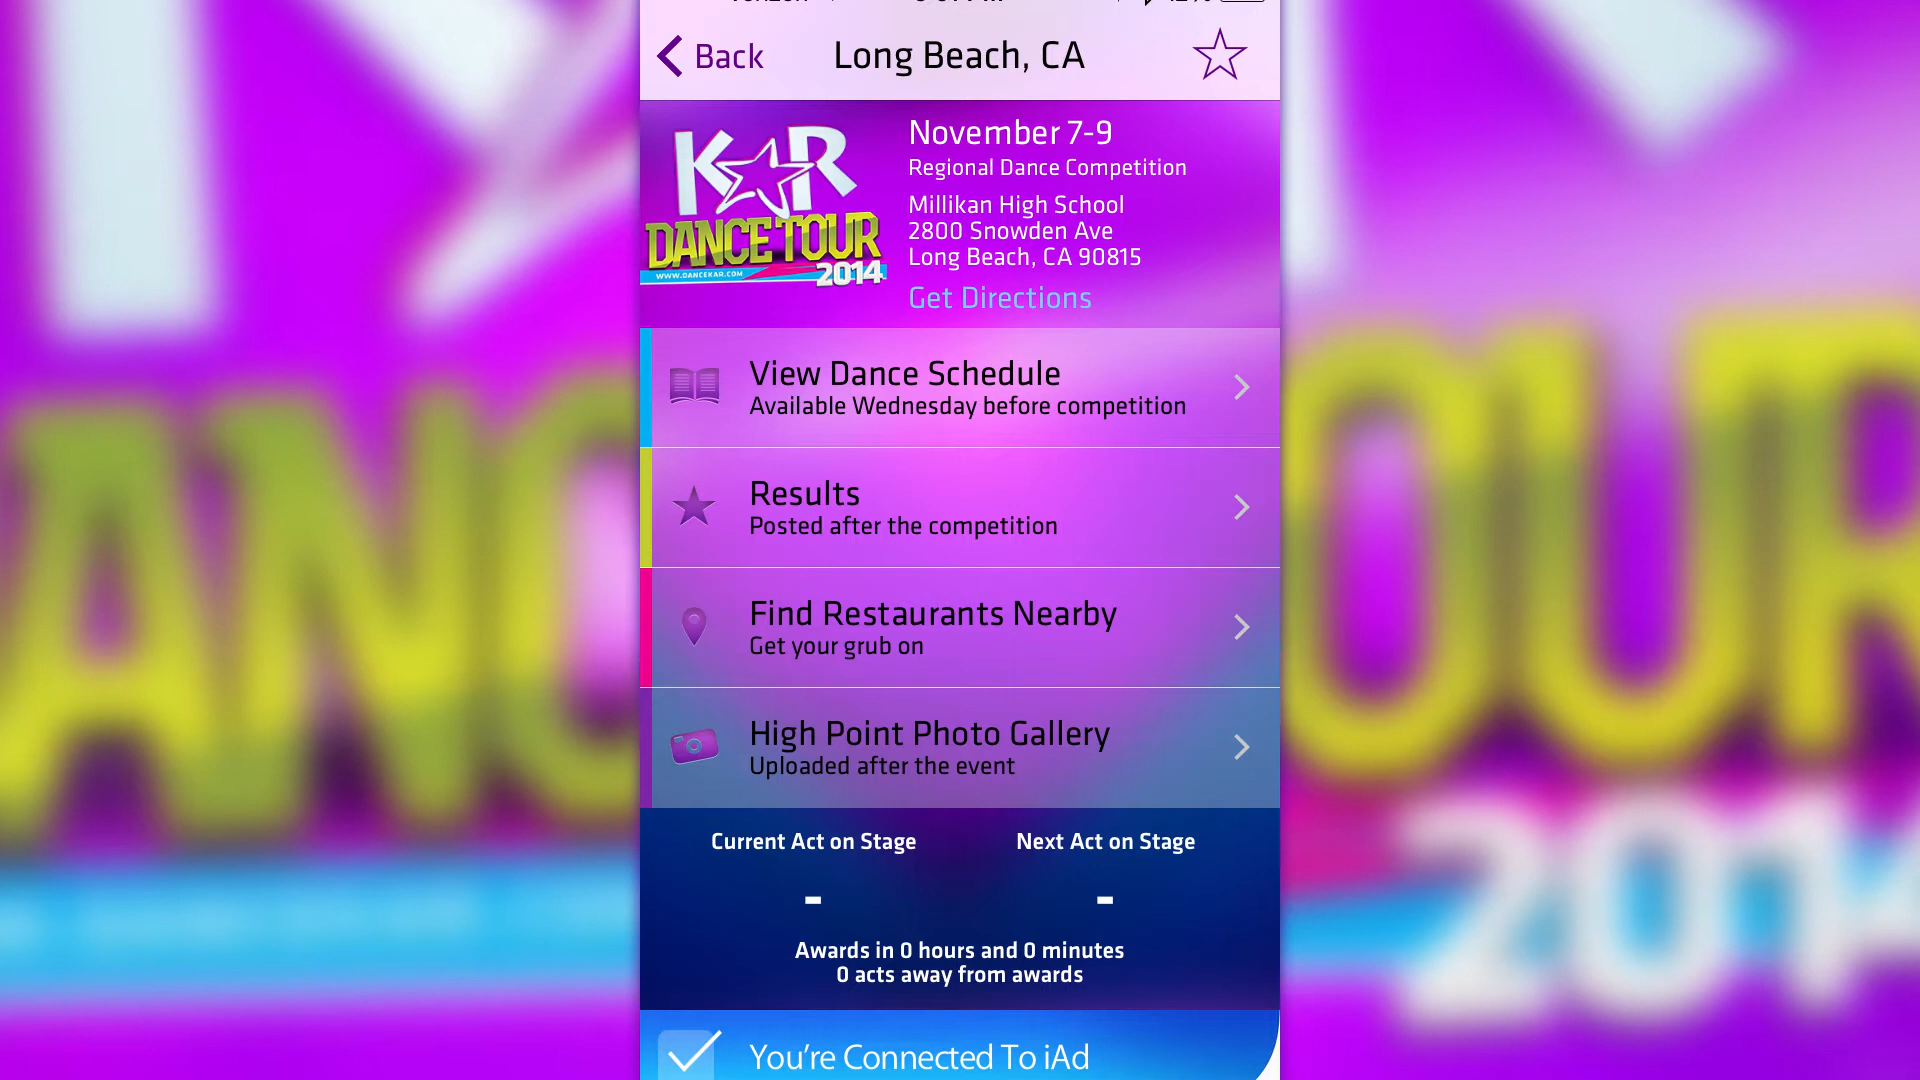 Back
Long Beach, CA
KAR
DANCE TOUR
WWW.DANCEKAR.COM
2014
November 7-9
Regional Dance Competition
Millikan High School
2800 Snowden Ave
Long Beach, CA 90815
Get Directions
View Dance Schedule
Available Wednesday before competition
Results
Posted after the competition
Find Restaurants Nearby
Get your grub on
High Point Photo Gallery
Uploaded after the event
Current Act on Stage
Next Act on Stage
-
-
Awards in 0 hours and 0 minutes
0 acts away from awards
You're Connected To iAd